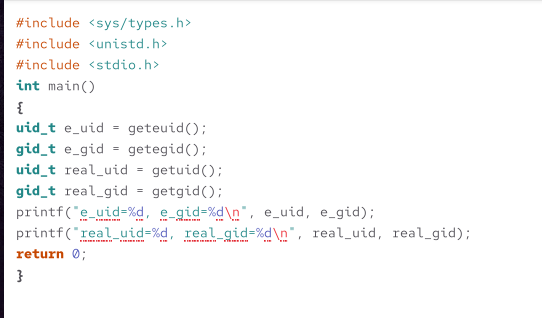 #include <sys/types.h>
#include <unistd.h>
#include <stdio.h>
int main()
{
uid_t e_uid = geteuid();
gid_t e_gid = getegid();
uid_t real_uid = getuid();
gid_t real_gid = getgid();
printf("e_uid=%d, e_gid=%d\n", e_uid, e_gid);
printf("real_uid=%d, real_gid=%d\n", real_uid, real_gid);
return 0;
}